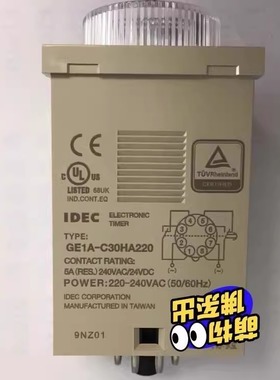 CE
c UL us
LISTED 68UK
IND.CONT.EQ
TÜVRheinland
IDEC ELECTRONIC TIMER
TYPE:
GE1A-C30HA220
CONTACT RATING:
5A (RES.) 240VAC/24VDC
POWER: 220-240VAC (50/60Hz)
IDEC CORPORATION
MANUFACTURED IN TAIWAN
9NZ01